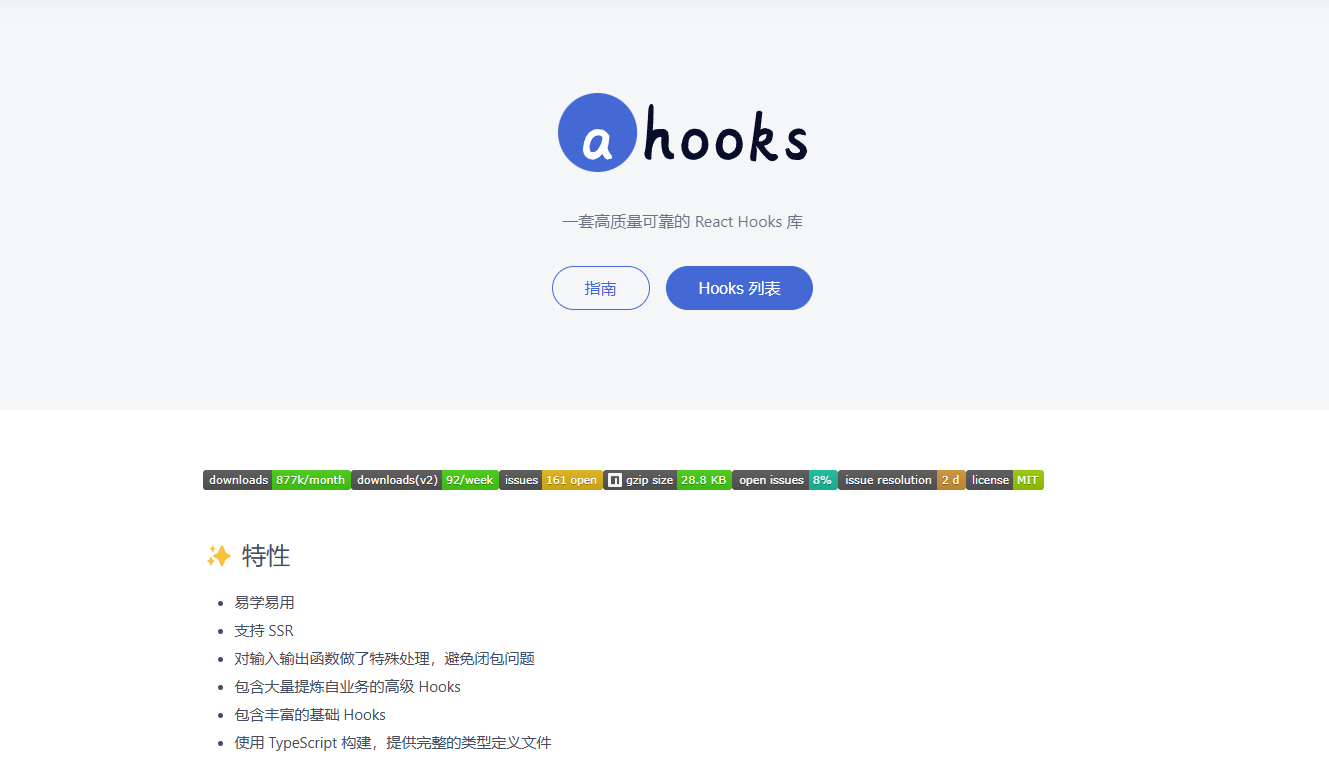 ahooks
一套高质量可靠的 React Hooks 库
指南 Hooks 列表
downloads 877k/month downloads(v2) 92/week issues 161 open gzip size 28.8 KB open issues 8% issue resolution 2 d license MIT
✨ 特性
• 易学易用
• 支持 SSR
• 对输入输出函数做了特殊处理，避免闭包问题
• 包含大量提炼自业务的高级 Hooks
• 包含丰富的基础 Hooks
• 使用 TypeScript 构建，提供完整的类型定义文件